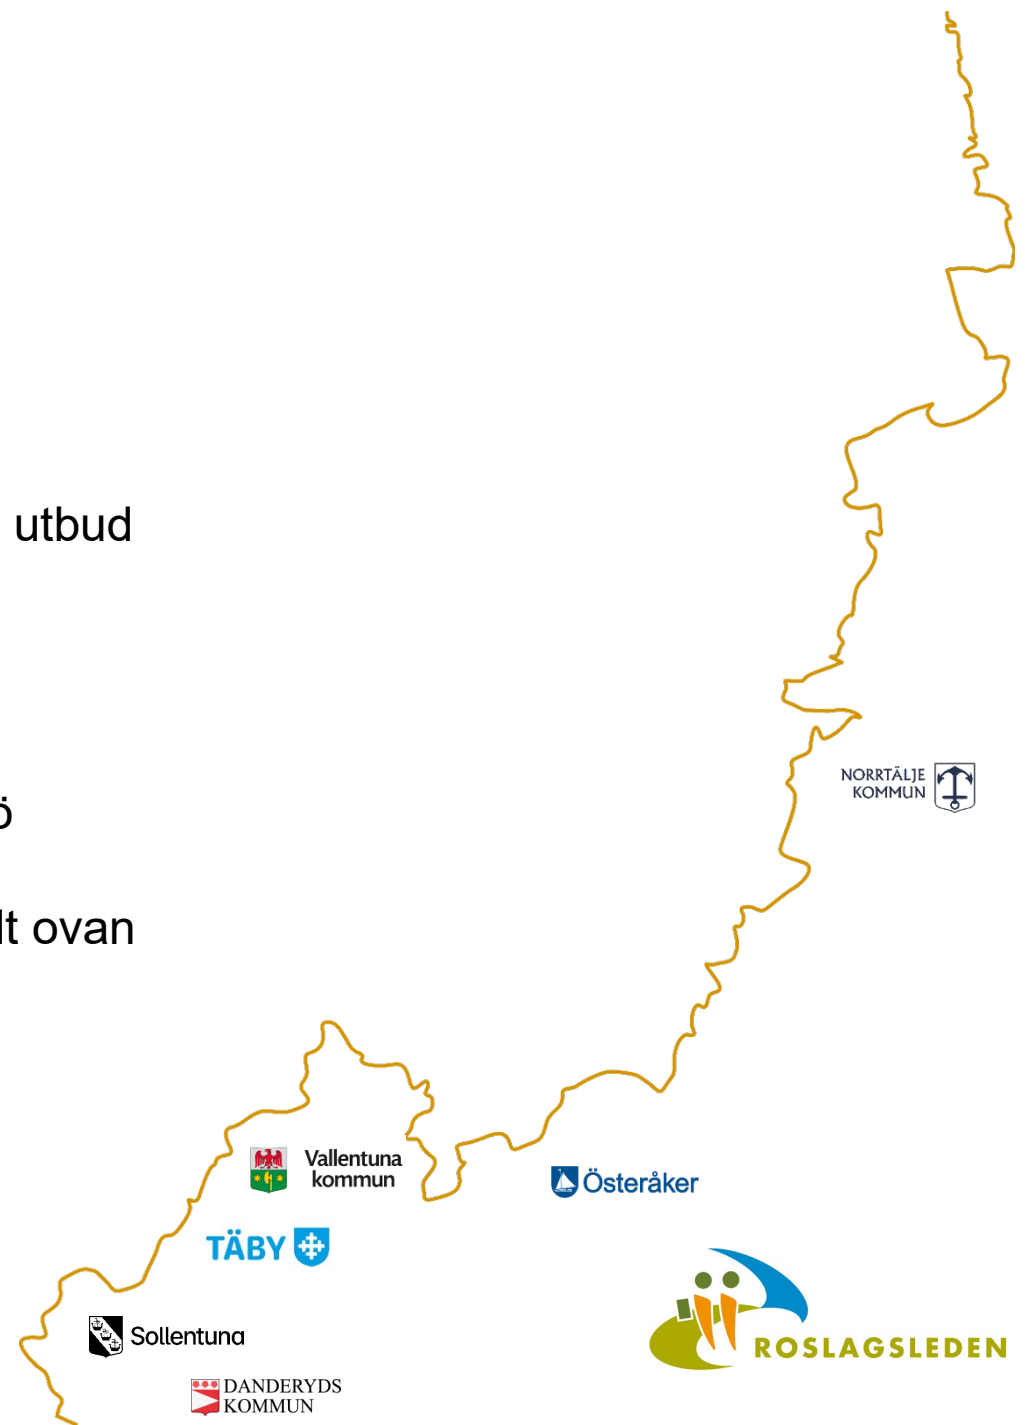 utbud
NORRTÄLJE
KOMMUN
ö
lt ovan
Vallentuna
kommun
Österåker
TÄBY
Sollentuna
ROSLAGSLEDEN
DANDERYDS
KOMMUN